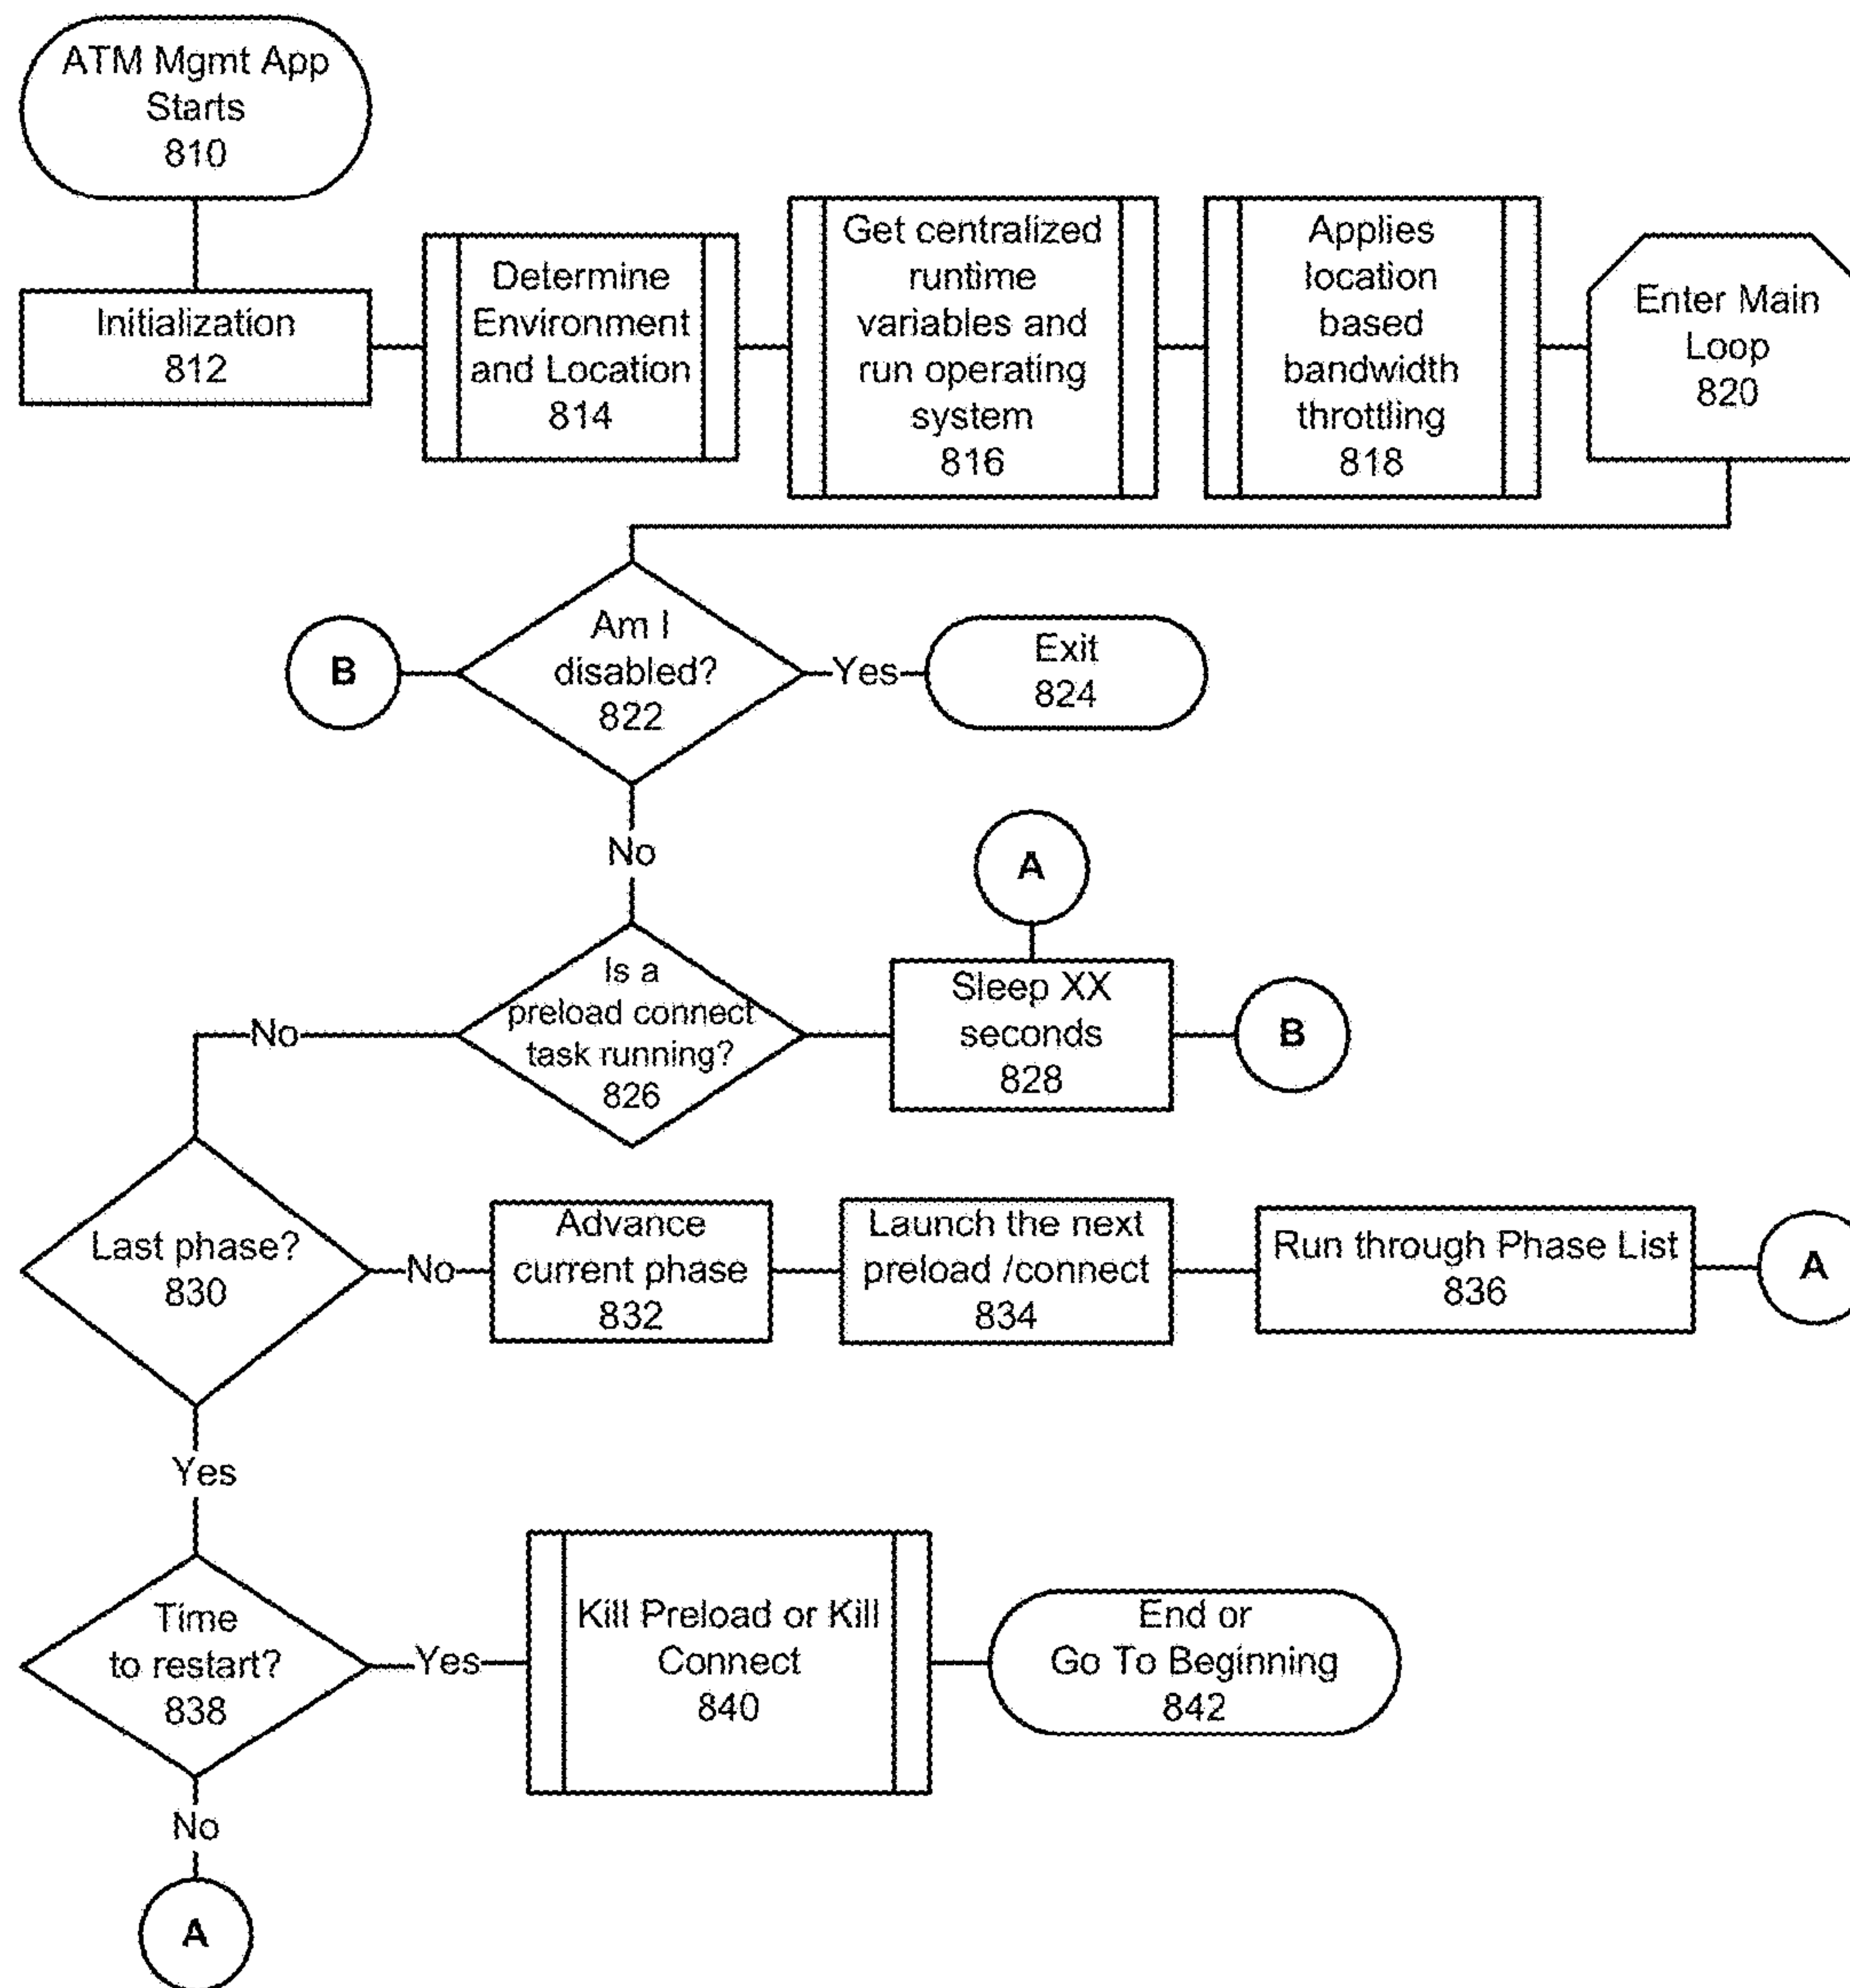 ATM Mgmt App
Starts
810
Initialization
812
Determine
Environment
and Location
814
Get centralized
runtime
variables and
run operating
system
816
Applies
location
based
bandwidth
throttling
818
Enter Main
Loop
820
B
Am I
disabled?
822
Yes
Exit
824
No
A
Is a
preload connect
task running?
826
Sleep XX
seconds
828
B
No
Last phase?
830
No
Advance
current phase
832
Launch the next
preload /connect
834
Run through Phase List
836
A
Yes
Time
to restart?
838
Yes
Kill Preload or Kill
Connect
840
End or
Go To Beginning
842
No
A